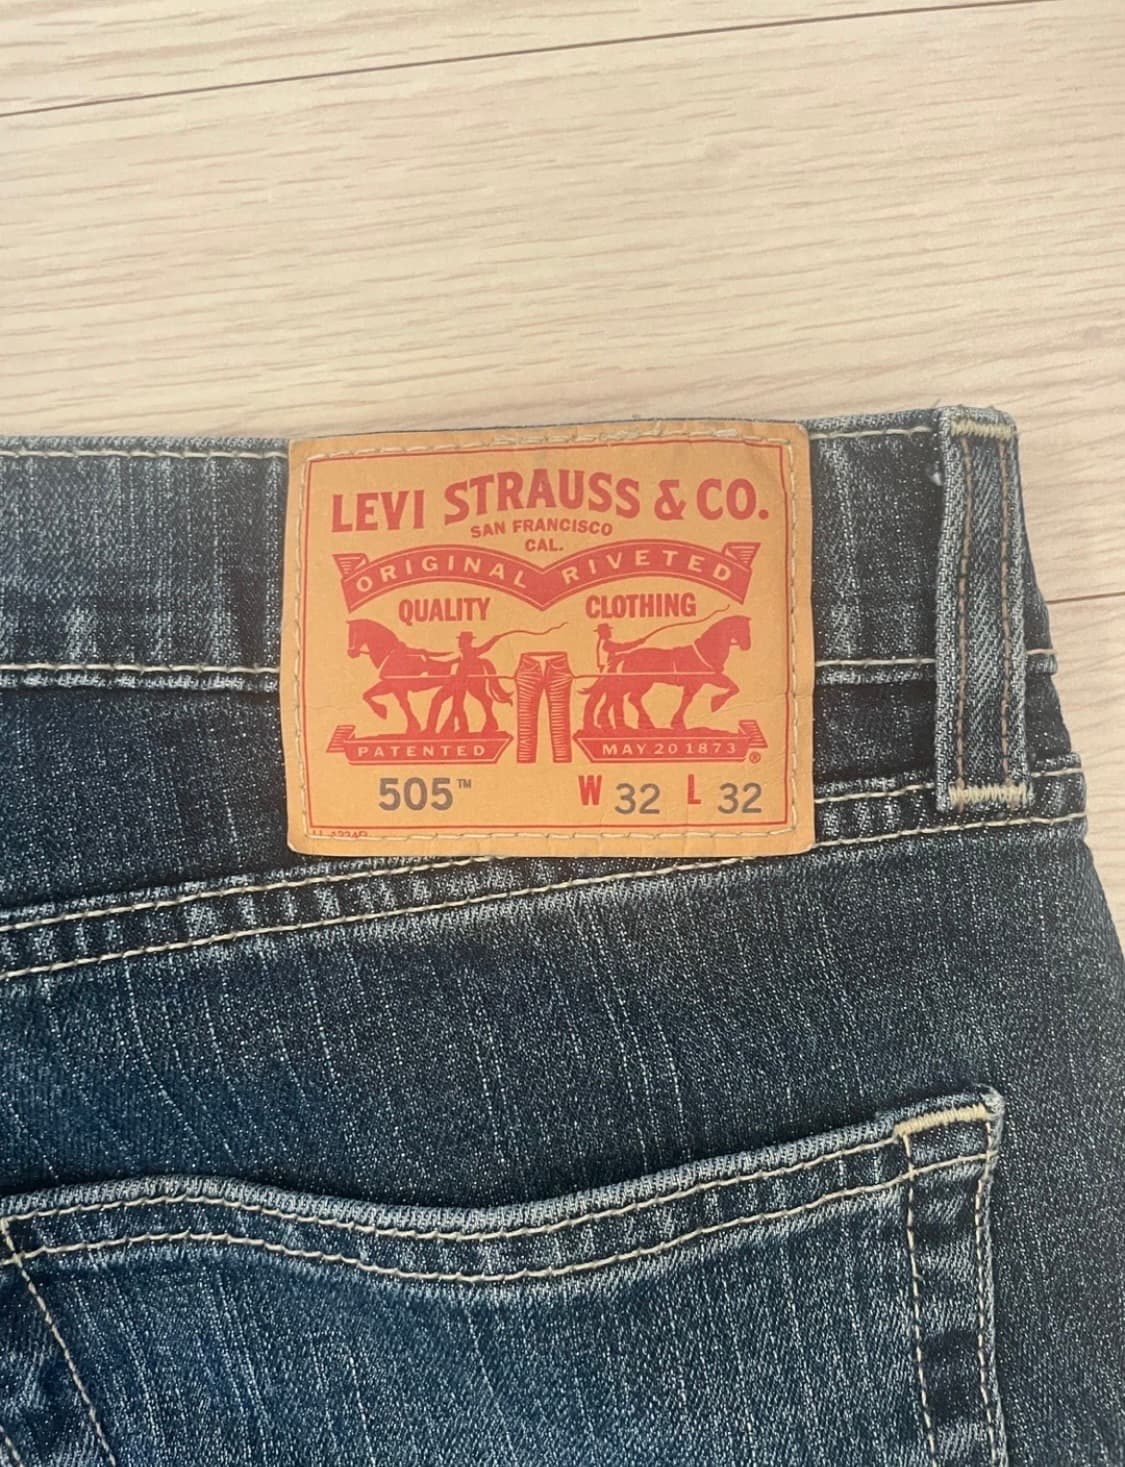 LEVI STRAUSS & CO.
SAN FRANCISCO
CAL.
ORIGINAL RIVETED
QUALITY CLOTHING
PATENTED MAY 20 1873 ®
505™ W 32 L 32